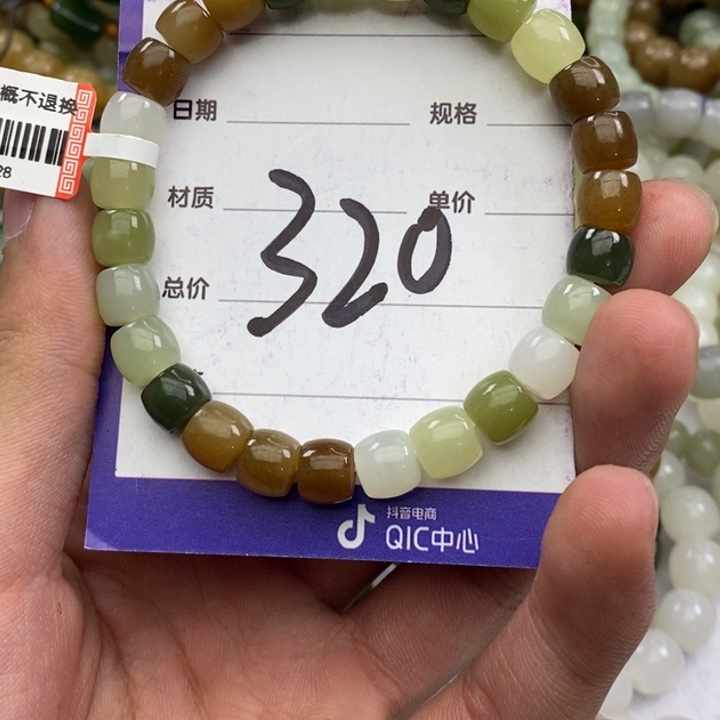 概不退换
28
日期
规格
材质
单价
320
总价
抖音电商
QIC中心